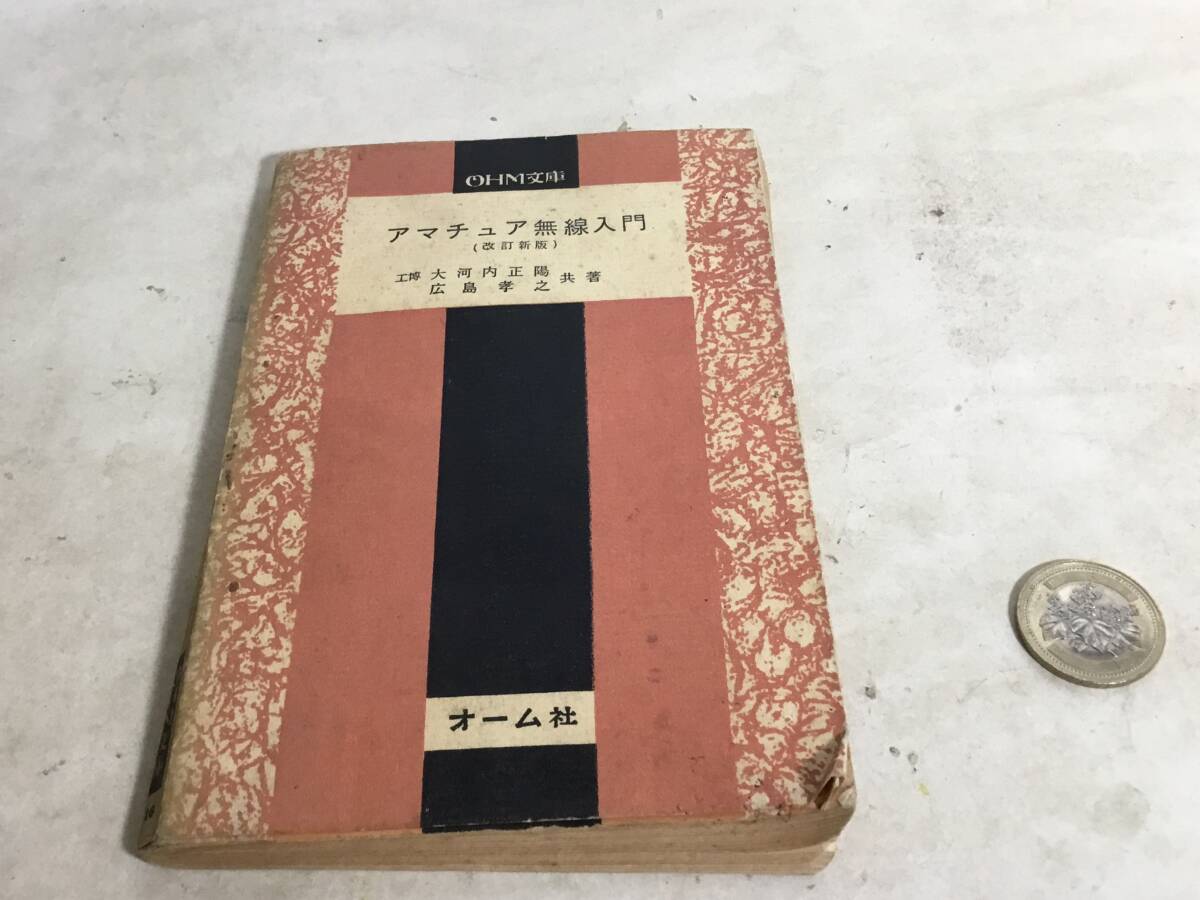 OHM文庫
アマチュア無線入門
(改訂新版)
工博 大河内正陽 共著
広島孝之
オーム社